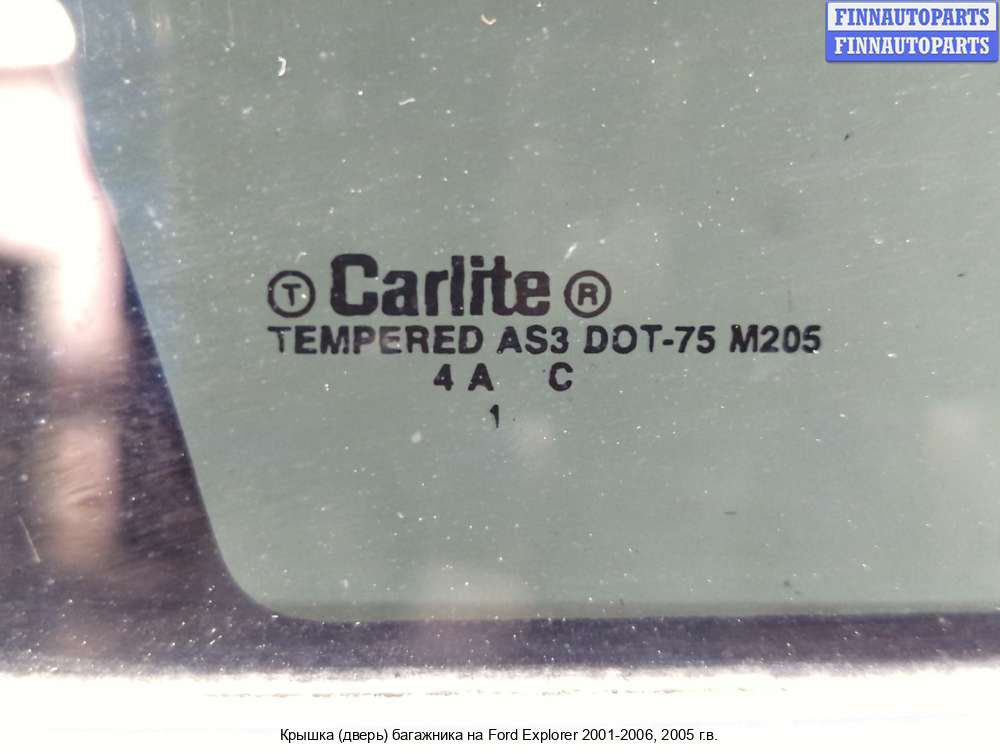 FINNAUTOPARTS
FINNAUTOPARTS
T Carlite ®
TEMPERED AS3 DOT-75 M205
4 A C
1
Крышка (дверь) багажника на Ford Explorer 2001-2006, 2005 г.в.